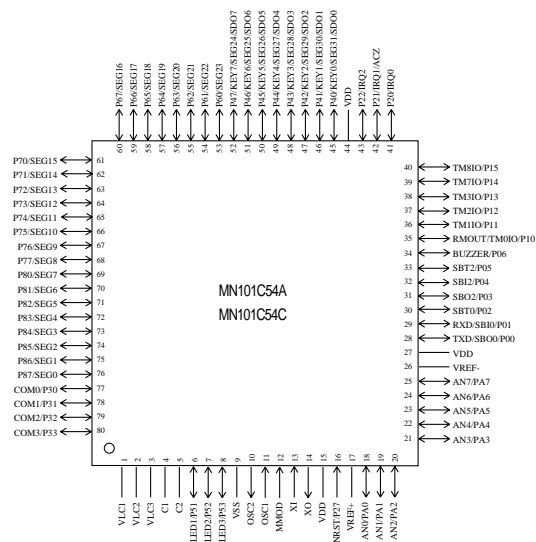 P67/SEG16
P66/SEG17
P65/SEG18
P64/SEG19
P63/SEG20
P62/SEG21
P61/SEG22
P60/SEG23
P47/KEY7/SEG24/SDO7
P46/KEY6/SEG25/SDO6
P45/KEY5/SEG26/SDO5
P44/KEY4/SEG27/SDO4
P43/KEY3/SEG28/SDO3
P42/KEY2/SEG29/SDO2
P41/KEY1/SEG30/SDO1
P40/KEY0/SEG31/SDO0
VDD
P22/IRQ2
P21/IRQ1/ACZ
P20/IRQ0
60 59 58 57 56 55 54 53 52 51 50 49 48 47 46 45 44 43 42 41
P70/SEG15 61
P71/SEG14 62
P72/SEG13 63
P73/SEG12 64
P74/SEG11 65
P75/SEG10 66
P76/SEG9 67
P77/SEG8 68
P80/SEG7 69
P81/SEG6 70
P82/SEG5 71
P83/SEG4 72
P84/SEG3 73
P85/SEG2 74
P86/SEG1 75
P87/SEG0 76
COM0/P30 77
COM1/P31 78
COM2/P32 79
COM3/P33 80
MN101C54A
MN101C54C
40 TM8IO/P15
39 TM7IO/P14
38 TM3IO/P13
37 TM2IO/P12
36 TM1IO/P11
35 RMOUT/TM0IO/P10
34 BUZZER/P06
33 SBT2/P05
32 SBI2/P04
31 SBO2/P03
30 SBT0/P02
29 RXD/SBI0/P01
28 TXD/SBO0/P00
27 VDD
26 VREF-
25 AN7/PA7
24 AN6/PA6
23 AN5/PA5
22 AN4/PA4
21 AN3/PA3
1 2 3 4 5 6 7 8 9 10 11 12 13 14 15 16 17 18 19 20
VLC1
VLC2
VLC3
C1
C2
LED1/P51
LED2/P52
LED3/P53
VSS
OSC2
OSC1
MMOD
XI
XO
VDD
NRST/P27
VREF+
AN0/PA0
AN1/PA1
AN2/PA2